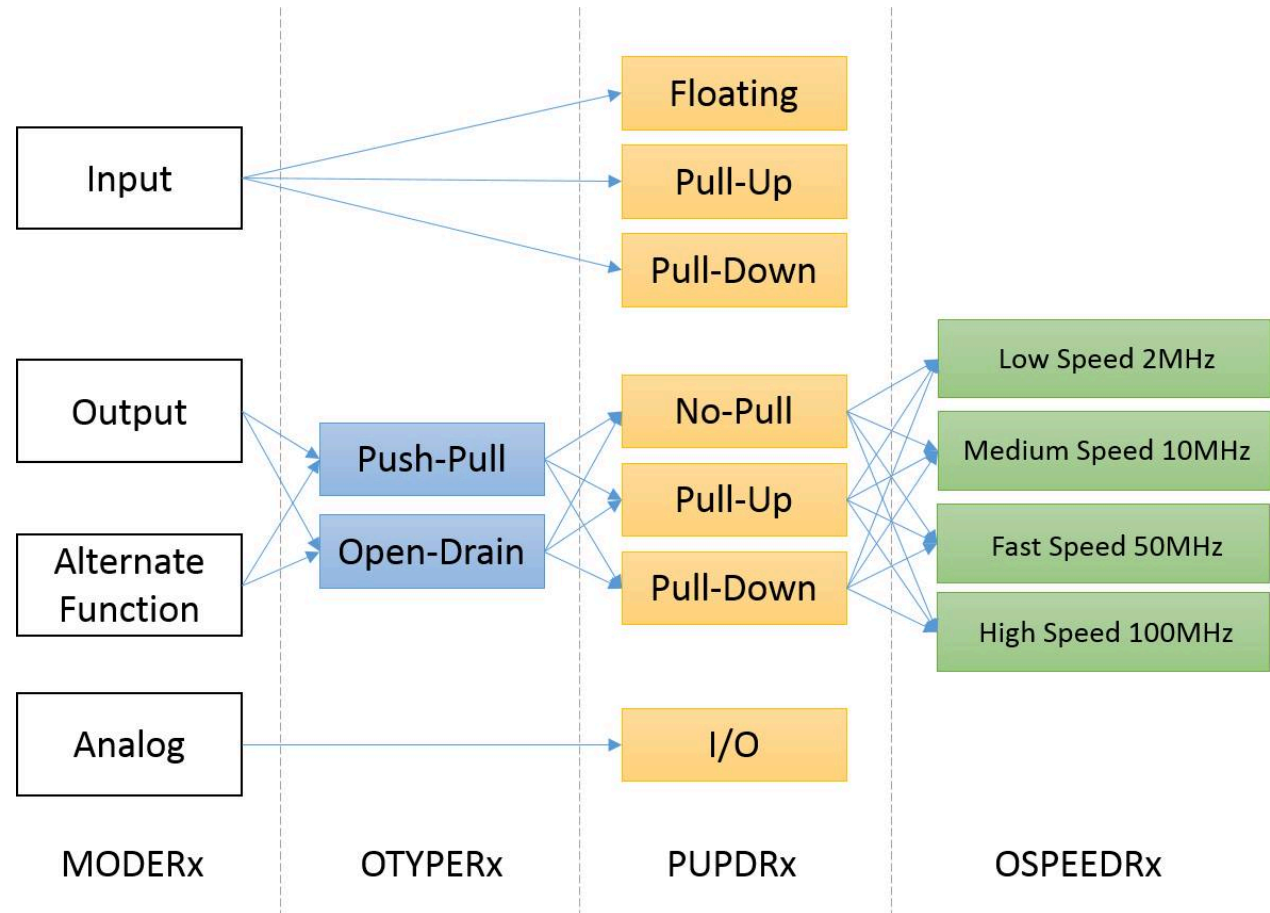 Input
Output
Alternate
Function
Analog
MODERx
Push-Pull
Open-Drain
OTYPERx
Floating
Pull-Up
Pull-Down
No-Pull
Pull-Up
Pull-Down
I/O
PUPDRx
Low Speed 2MHz
Medium Speed 10MHz
Fast Speed 50MHz
High Speed 100MHz
OSPEEDRx